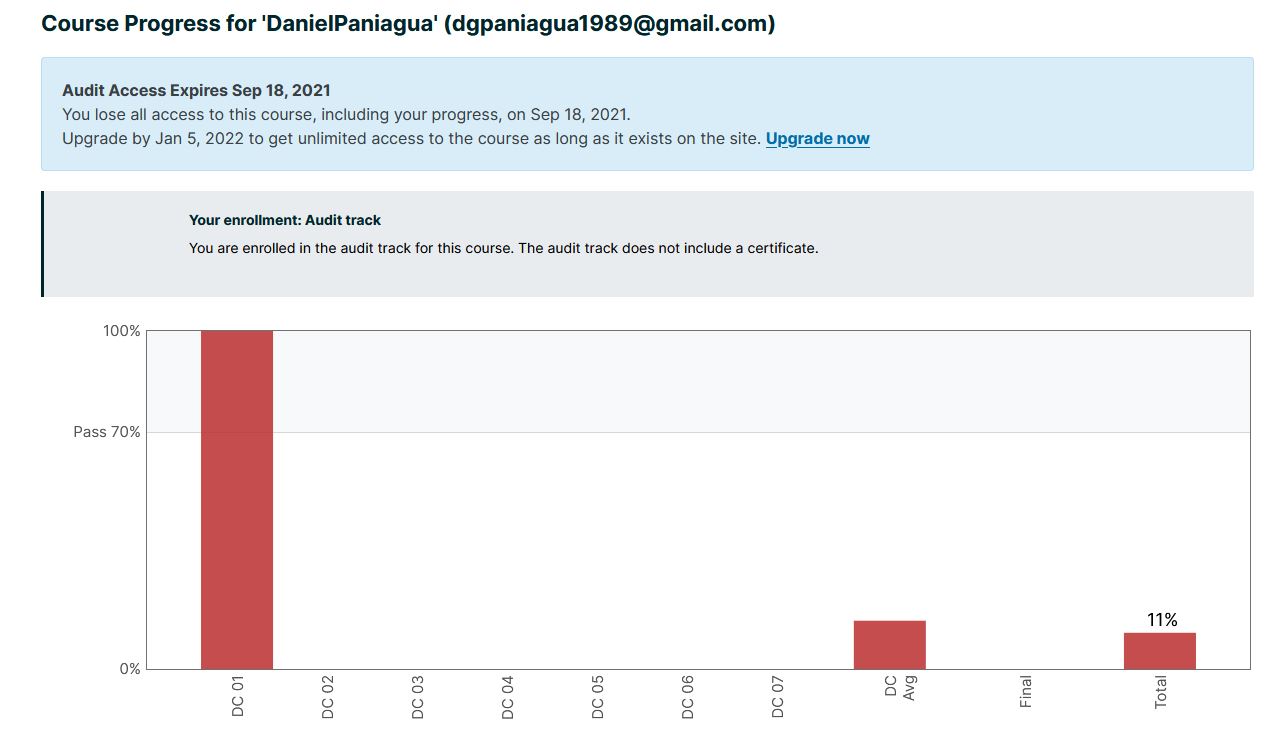 Course Progress for 'DanielPaniagua' (dgpaniagua1989@gmail.com)
Audit Access Expires Sep 18, 2021
You lose all access to this course, including your progress, on Sep 18, 2021.
Upgrade by Jan 5, 2022 to get unlimited access to the course as long as it exists on the site. Upgrade now
Your enrollment: Audit track
You are enrolled in the audit track for this course. The audit track does not include a certificate.
100%
Pass 70%
11%
0%
DC 01
DC 02
DC 03
DC 04
DC 05
DC 06
DC 07
DC
Avg
Final
Total